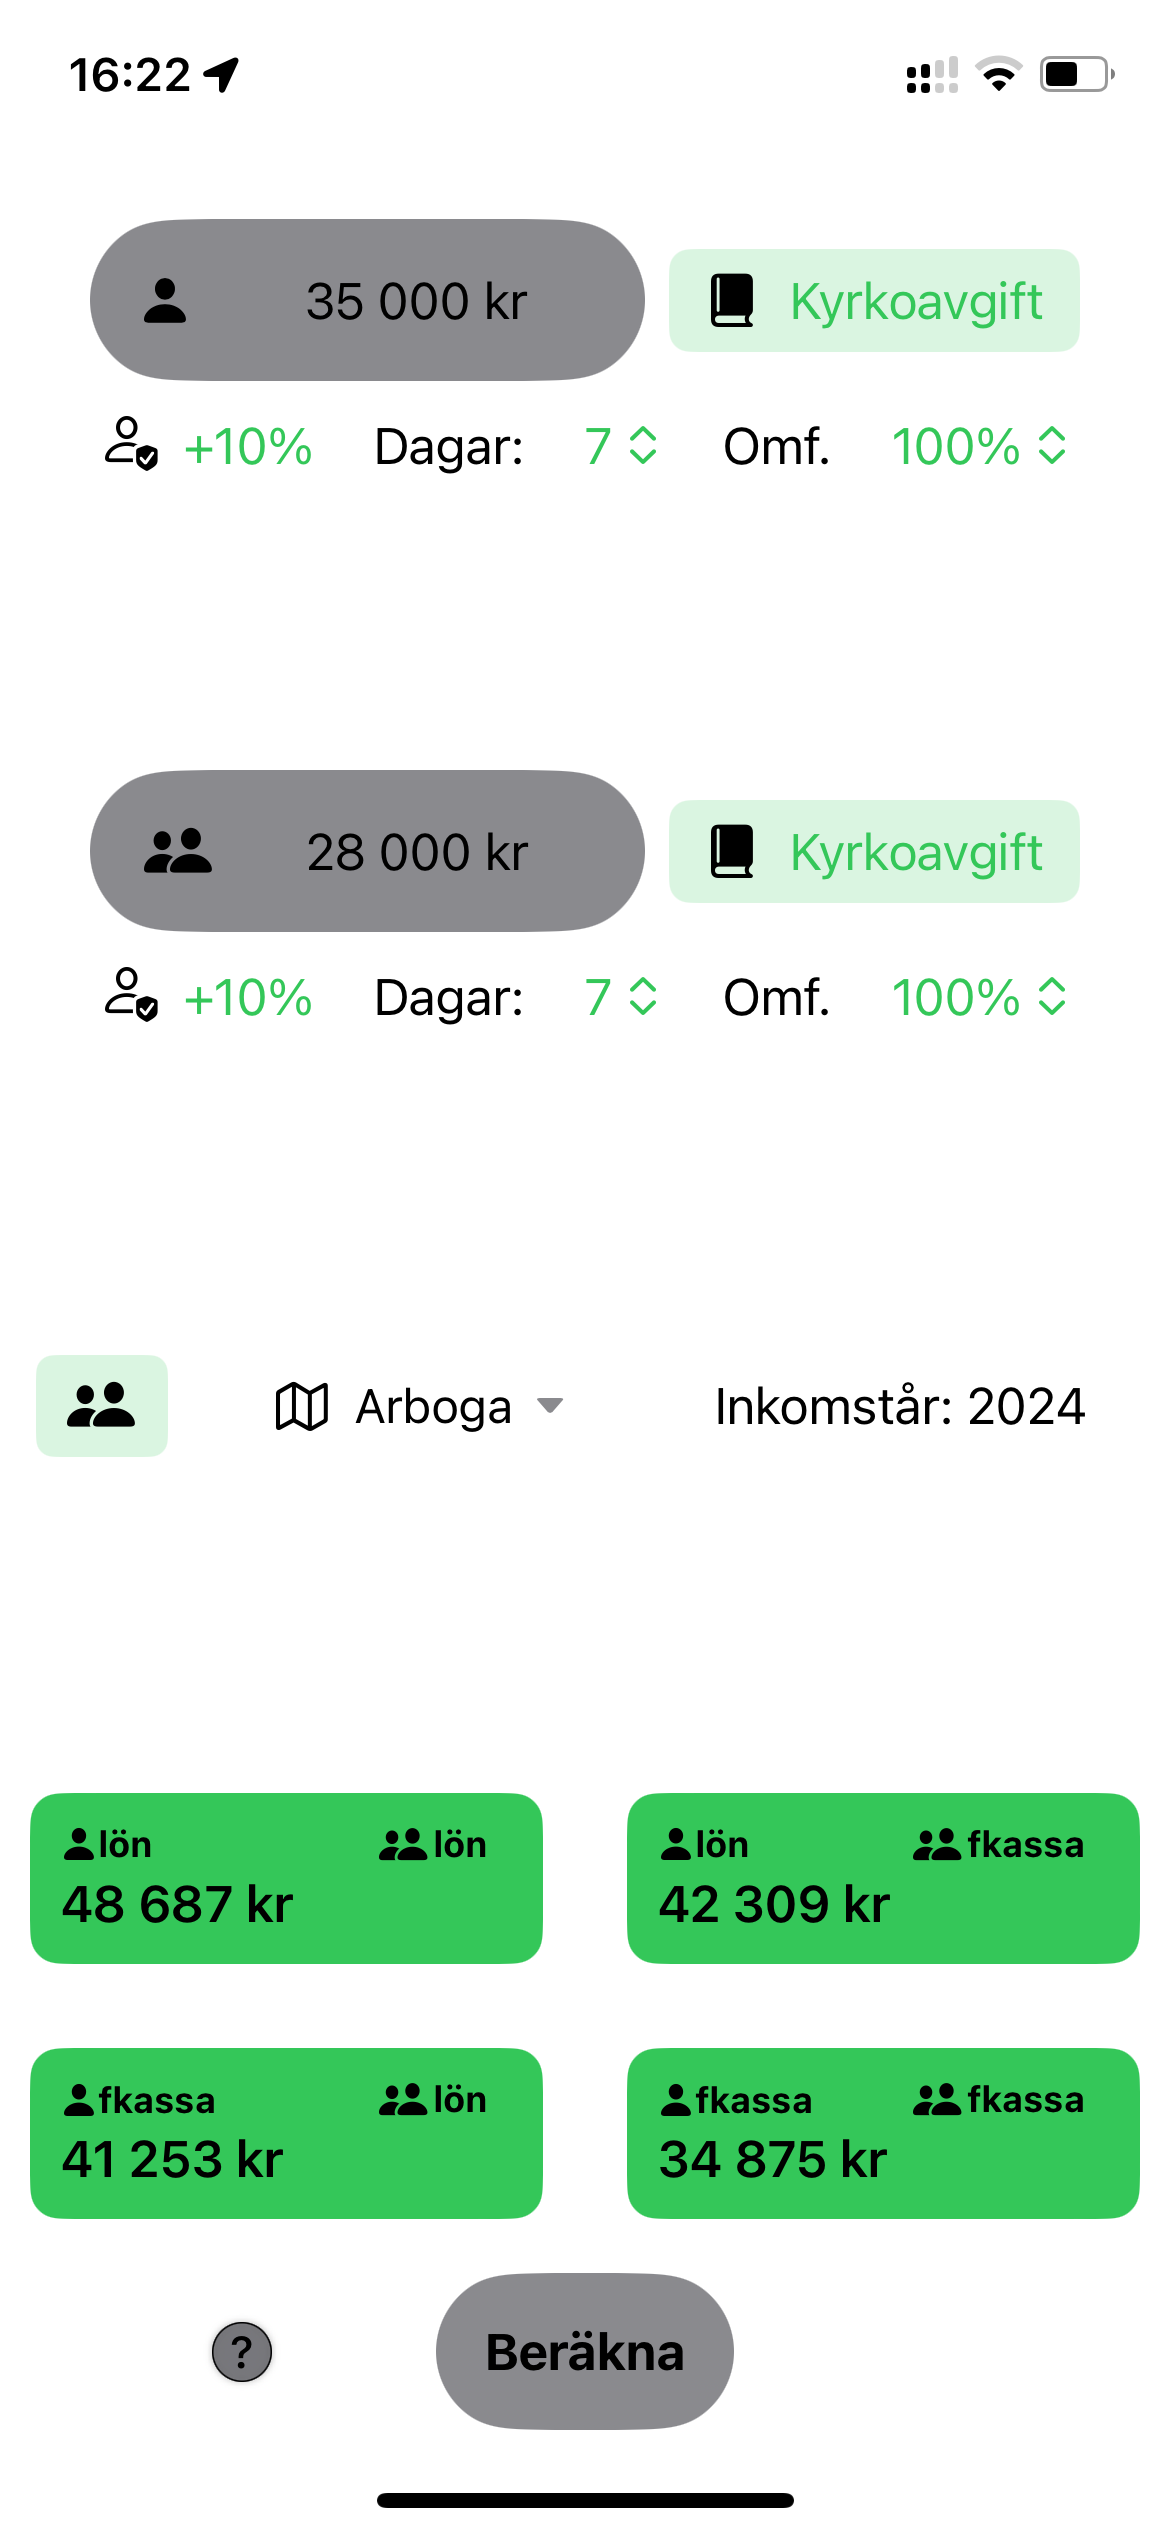 16:22
35 000 kr Kyrkoavgift
+10% Dagar: 7 Omf. 100%
28 000 kr Kyrkoavgift
+10% Dagar: 7 Omf. 100%
Arboga Inkomstår: 2024
lön lön
48 687 kr
lön fkassa
42 309 kr
fkassa lön
41 253 kr
fkassa fkassa
34 875 kr
? Beräkna